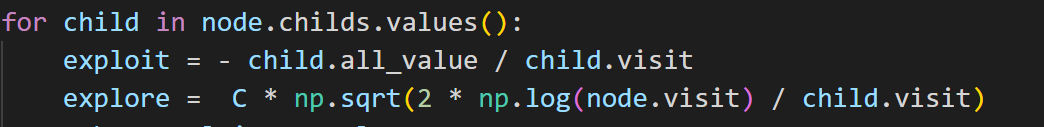 for child in node.childs.values():
exploit = - child.all_value / child.visit
explore =  C * np.sqrt(2 * np.log(node.visit) / child.visit)